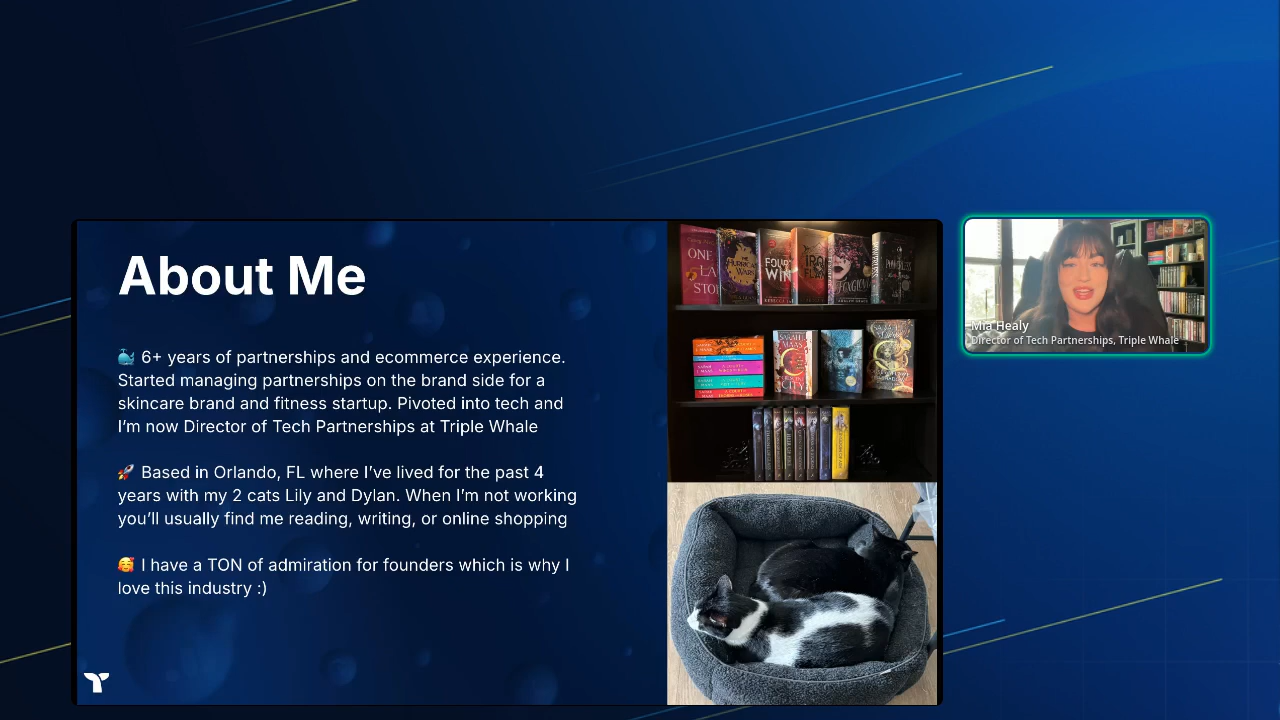 About Me
🐳 6+ years of partnerships and ecommerce experience.
Started managing partnerships on the brand side for a
skincare brand and fitness startup. Pivoted into tech and
I'm now Director of Tech Partnerships at Triple Whale
🚀 Based in Orlando, FL where I've lived for the past 4
years with my 2 cats Lily and Dylan. When I'm not working
you'll usually find me reading, writing, or online shopping
🥰 I have a TON of admiration for founders which is why I
love this industry :)
ONE
Mia Healy
Director of Tech Partnerships, Triple Whale